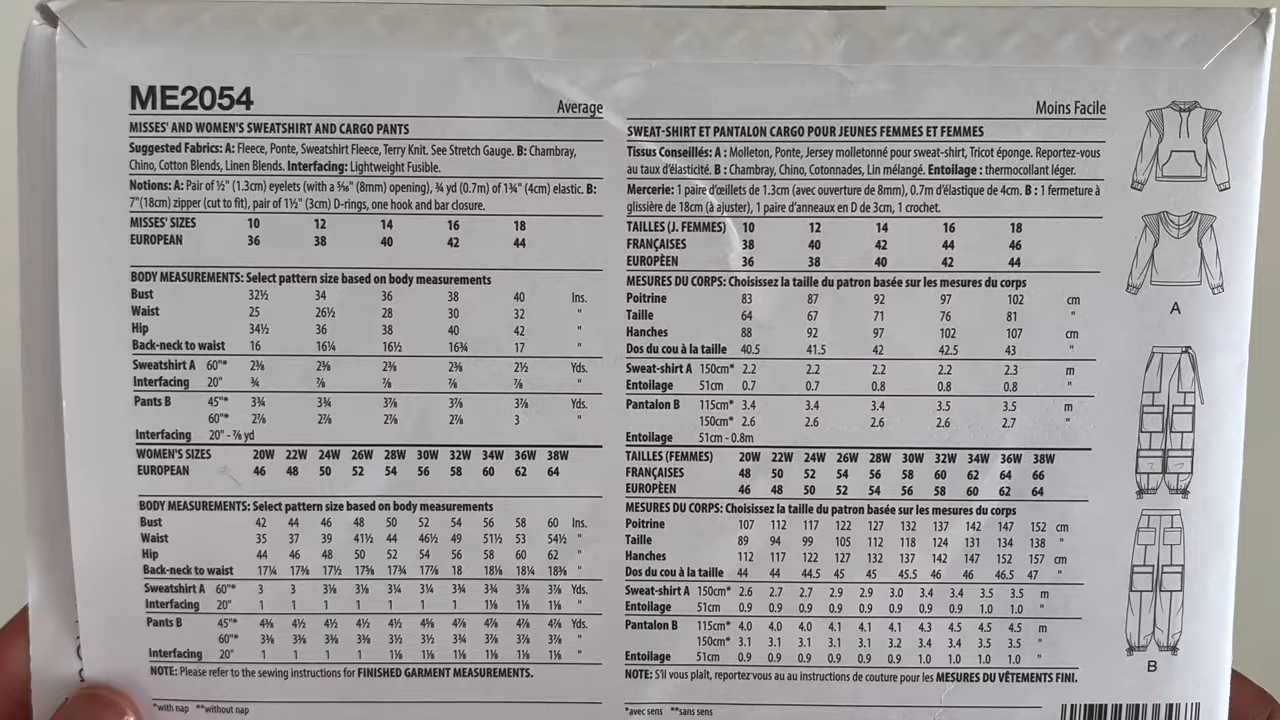 ME2054
Average
MISSES' AND WOMEN'S SWEATSHIRT AND CARGO PANTS
Suggested Fabrics: A: Fleece, Ponte, Sweatshirt Fleece, Terry Knit. See Stretch Gauge. B: Chambray,
Chino, Cotton Blends, Linen Blends. Interfacing: Lightweight Fusible.
Notions: A: Pair of ½" (1.3cm) eyelets (with a 5/16" (8mm) opening), ¾ yd (0.7m) of 1¾" (4cm) elastic. B:
7"(18cm) zipper (cut to fit), pair of 1½" (3cm) D-rings, one hook and bar closure.
MISSES' SIZES 10 12 14 16 18
EUROPEAN 36 38 40 42 44
BODY MEASUREMENTS: Select pattern size based on body measurements
Bust 32½ 34 36 38 40 Ins.
Waist 25 26½ 28 30 32 "
Hip 34½ 36 38 40 42 "
Back-neck to waist 16 16¼ 16½ 16¾ 17 "
Sweatshirt A 60"* 2⅜ 2⅜ 2⅜ 2⅜ 2½ Yds.
Interfacing 20" ¾ ⅞ ⅞ ⅞ ⅞ "
Pants B 45"* 3¾ 3¾ 3⅞ 3⅞ 3⅞ Yds.
60"* 2⅞ 2⅞ 2⅞ 2⅞ 3 "
Interfacing 20" - ⅞ yd
WOMEN'S SIZES 20W 22W 24W 26W 28W 30W 32W 34W 36W 38W
EUROPEAN 46 48 50 52 54 56 58 60 62 64
BODY MEASUREMENTS: Select pattern size based on body measurements
Bust 42 44 46 48 50 52 54 56 58 60 Ins.
Waist 35 37 39 41½ 44 46½ 49 51½ 53 54½ "
Hip 44 46 48 50 52 54 56 58 60 62 "
Back-neck to waist 17¼ 17⅜ 17½ 17⅝ 17¾ 17⅞ 18 18⅛ 18¼ 18⅜ "
Sweatshirt A 60"* 3 3 3⅛ 3⅛ 3¼ 3¼ 3¾ 3¾ 3⅞ 3⅞ Yds.
Interfacing 20" 1 1 1 1 1 1 1 1⅛ 1⅛ 1⅛ "
Pants B 45"* 4⅜ 4½ 4½ 4½ 4½ 4⅝ 4⅞ 4⅞ 4⅞ Yds.
60"* 3⅜ 3⅜ 3⅜ 3⅜ 3½ 3½ 3¾ 3⅞ 3⅞ 3⅞ "
Interfacing 20" 1 1 1 1 1⅛ 1⅛ 1⅛ 1⅛ 1⅛ 1⅛ "
NOTE: Please refer to the sewing instructions for FINISHED GARMENT MEASUREMENTS.
*with nap **without nap
Moins Facile
SWEAT-SHIRT ET PANTALON CARGO POUR JEUNES FEMMES ET FEMMES
Tissus Conseillés: A : Molleton, Ponte, Jersey molletonné pour sweat-shirt, Tricot éponge. Reportez-vous
au taux d'élasticité. B : Chambray, Chino, Cotonnades, Lin mélangé. Entoilage : thermocollant léger.
Mercerie: 1 paire d'œillets de 1.3cm (avec ouverture de 8mm), 0.7m d'élastique de 4cm. B : 1 fermeture à
glissière de 18cm (à ajuster), 1 paire d'anneaux en D de 3cm, 1 crochet.
TAILLES (J. FEMMES) 10 12 14 16 18
FRANÇAISES 38 40 42 44 46
EUROPÈEN 36 38 40 42 44
MESURES DU CORPS: Choisissez la taille du patron basée sur les mesures du corps
Poitrine 83 87 92 97 102 cm
Taille 64 67 71 76 81 "
Hanches 88 92 97 102 107 cm
Dos du cou à la taille 40.5 41.5 42 42.5 43 "
Sweat-shirt A 150cm* 2.2 2.2 2.2 2.2 2.3 m
Entoilage 51cm 0.7 0.7 0.8 0.8 0.8 "
Pantalon B 115cm* 3.4 3.4 3.4 3.5 3.5 m
150cm* 2.6 2.6 2.6 2.6 2.7 "
Entoilage 51cm - 0.8m
TAILLES (FEMMES) 20W 22W 24W 26W 28W 30W 32W 34W 36W 38W
FRANÇAISES 48 50 52 54 56 58 60 62 64 66
EUROPÈEN 46 48 50 52 54 56 58 60 62 64
MESURES DU CORPS: Choisissez la taille du patron basée sur les mesures du corps
Poitrine 107 112 117 122 127 132 137 142 147 152 cm
Taille 89 94 99 105 112 118 124 131 134 138 "
Hanches 112 117 122 127 132 137 142 147 152 157 cm
Dos du cou à la taille 44 44 44.5 45 45 45.5 46 46 46.5 47 "
Sweat-shirt A 150cm* 2.6 2.7 2.7 2.9 2.9 3.0 3.4 3.4 3.5 3.5 m
Entoilage 51cm 0.9 0.9 0.9 0.9 0.9 0.9 0.9 0.9 1.0 1.0 "
Pantalon B 115cm* 4.0 4.0 4.0 4.1 4.1 4.1 4.3 4.5 4.5 4.5 m
150cm* 3.1 3.1 3.1 3.1 3.1 3.2 3.4 3.4 3.5 3.5 "
Entoilage 51cm 0.9 0.9 0.9 0.9 0.9 1.0 1.0 1.0 1.0 "
NOTE: S'il vous plaît, reportez-vous au au instructions de couture pour les MESURES DU VÊTEMENTS FINI.
*avec sens **sans sens
A
B